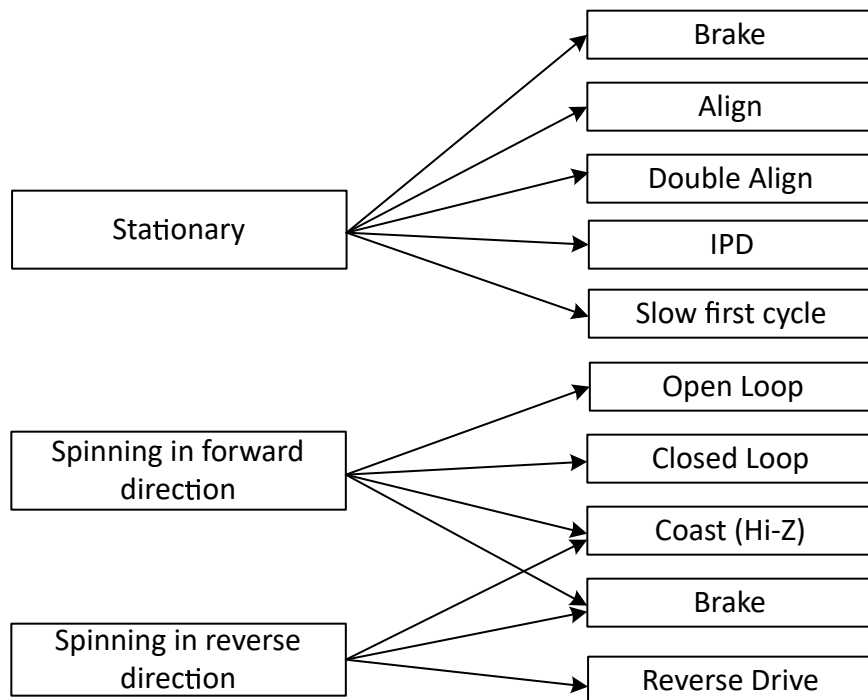 Brake
Align
Double Align
Stationary
IPD
Slow first cycle
Open Loop
Spinning in forward
direction
Closed Loop
Coast (Hi-Z)
Brake
Spinning in reverse
direction
Reverse Drive